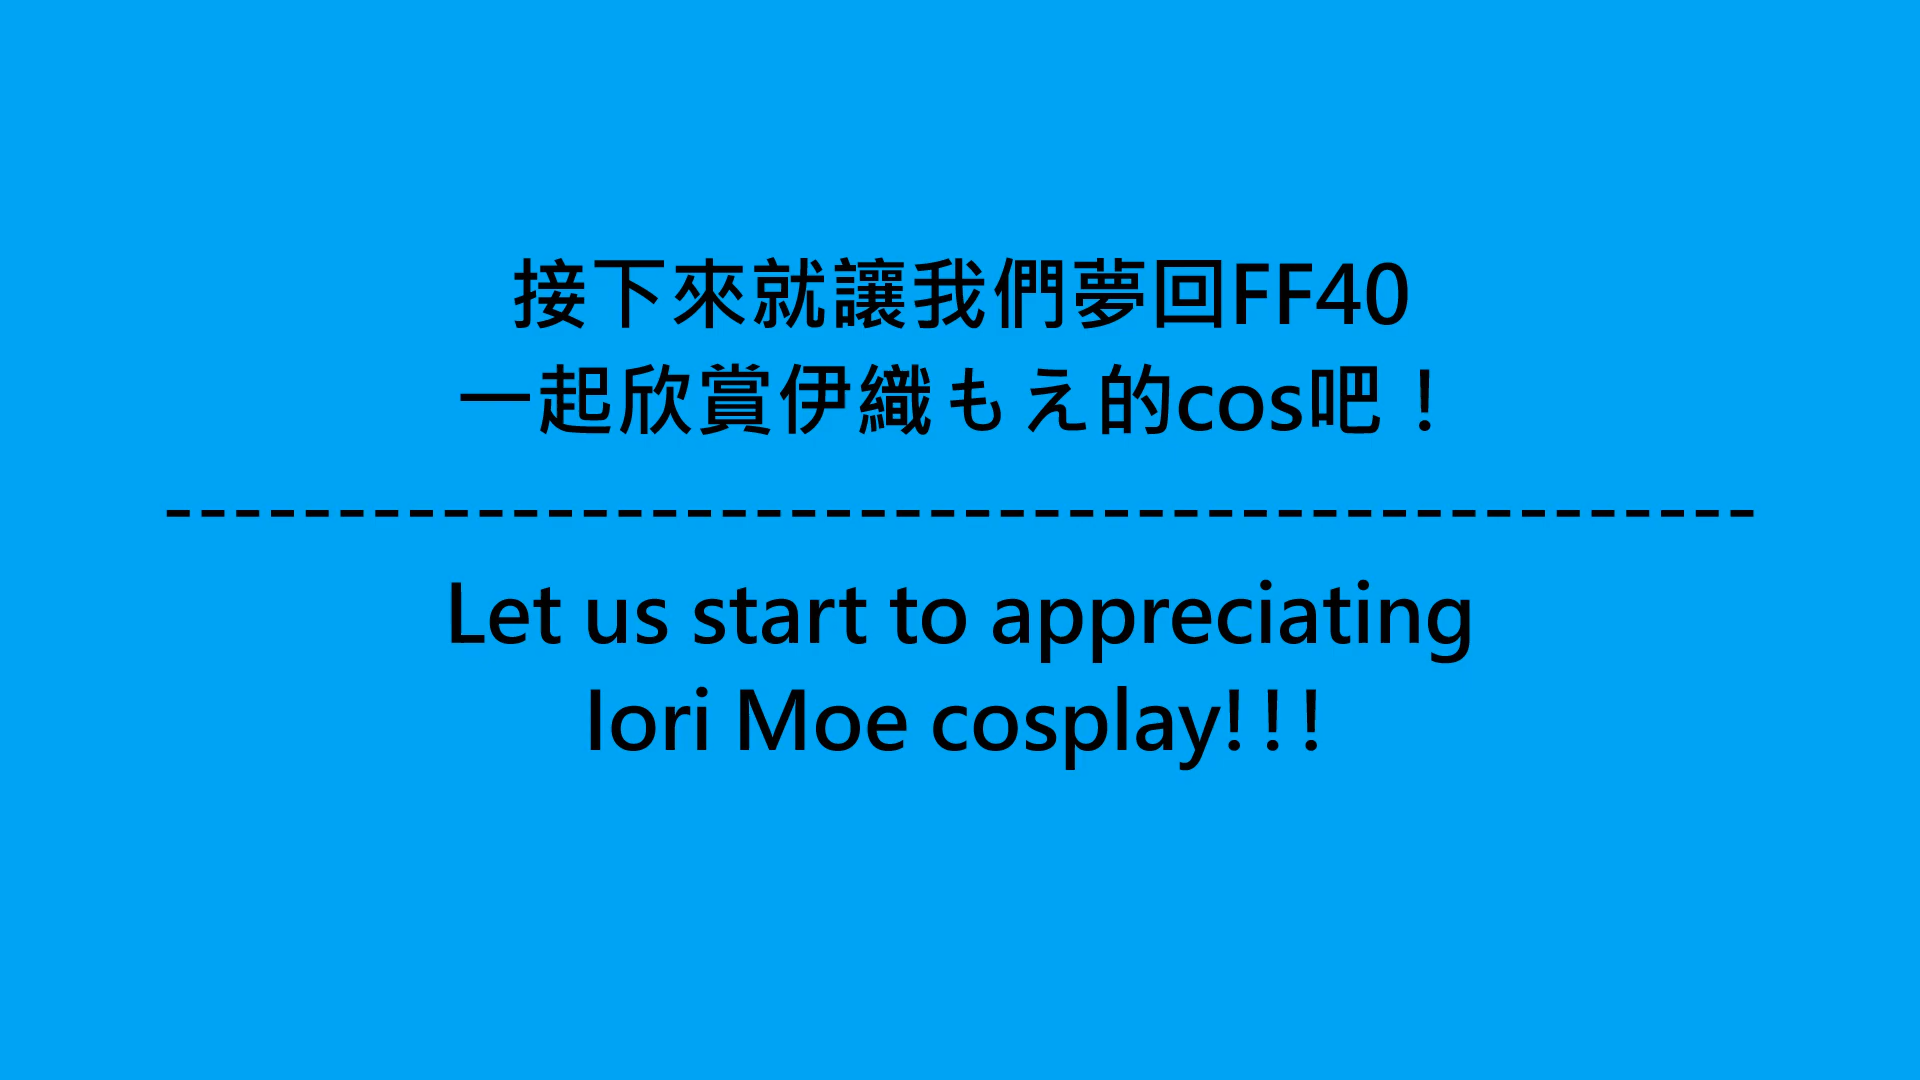 接下來就讓我們夢回FF40
一起欣賞伊織もえ的cos吧！
----------------------------------------------
Let us start to appreciating
Iori Moe cosplay!!!